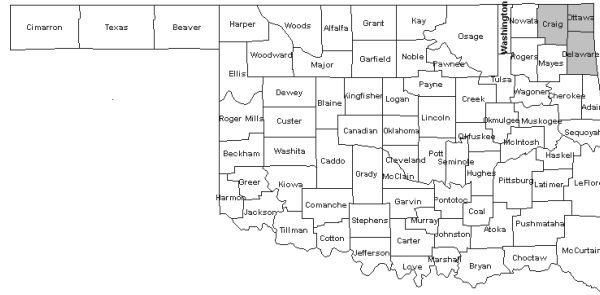 Cimarron
Texas
Beaver
Harper
Woods
Alfalfa
Grant
Kay
Osage
Washington
Nowata
Craig
Ottawa
Ellis
Woodward
Major
Garfield
Noble
Pawnee
Rogers
Mayes
Delaware
Tulsa
Dewey
Blaine
Kingfisher
Logan
Payne
Creek
Wagoner
Cherokee
Adair
Roger Mills
Custer
Canadian
Oklahoma
Lincoln
Okmulgee
Muskogee
Sequoyah
Okfuskee
McIntosh
Beckham
Washita
Caddo
Grady
Cleveland
McClain
Pott
Seminole
Hughes
Haskel
Pittsburg
Latimer
LeFlore
Greer
Kiowa
Harmon
Jackson
Comanche
Tillman
Cotton
Stephens
Jefferson
Garvin
Murray
Carter
Love
Pontotoc
Johnston
Marshall
Coal
Atoka
Bryan
Pushmataha
Choctaw
McCurtain